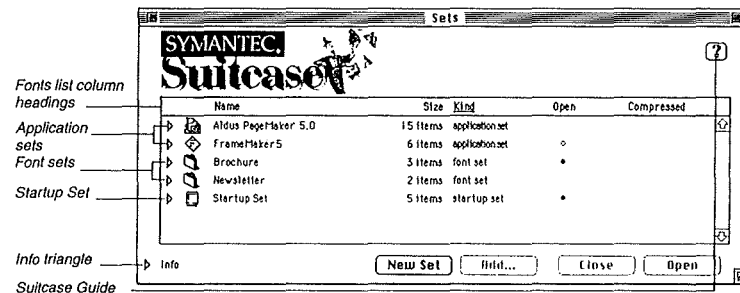 Sets
SYMANTEC.
Suitcase
?
Fonts list column
headings
Name Size Kind Open Compressed
Application
sets
Aldus PageMaker 5.0 15 items application set
FrameMaker5 6 items application set
Font sets
Brochure 3 items font set
Newsletter 2 items font set
Startup Set
Startup Set 5 items startup set
Info triangle
Info New Set Add... Close Open
Suitcase Guide